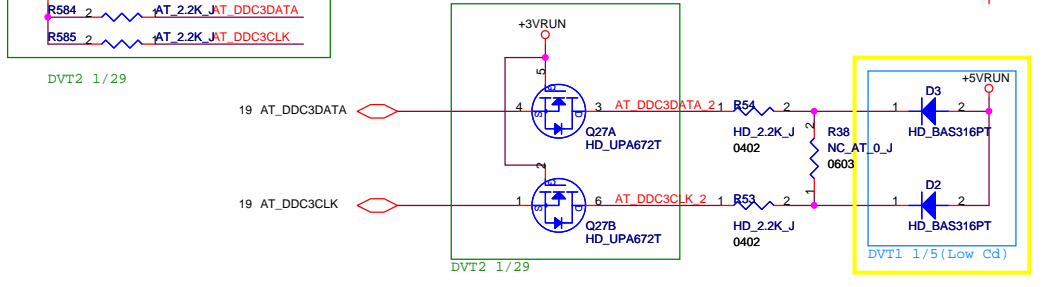 R584 2 1 AT_2.2K_J AT_DDC3DATA
R585 2 1 AT_2.2K_J AT_DDC3CLK
DVT2 1/29
+3VRUN
5
G
19 AT_DDC3DATA 4 S D 3 AT_DDC3DATA_2 1 R54 2
Q27A
HD_UPA672T
HD_2.2K_J
0402
2
R38
NC_AT_0_J
0603
1
+5VRUN
D3
1 2
HD_BAS316PT
2
G
19 AT_DDC3CLK 1 S D 6 AT_DDC3CLK_2 1 R53 2
Q27B
HD_UPA672T
HD_2.2K_J
0402
D2
1 2
HD_BAS316PT
DVT2 1/29
DVT1 1/5(Low Cd)